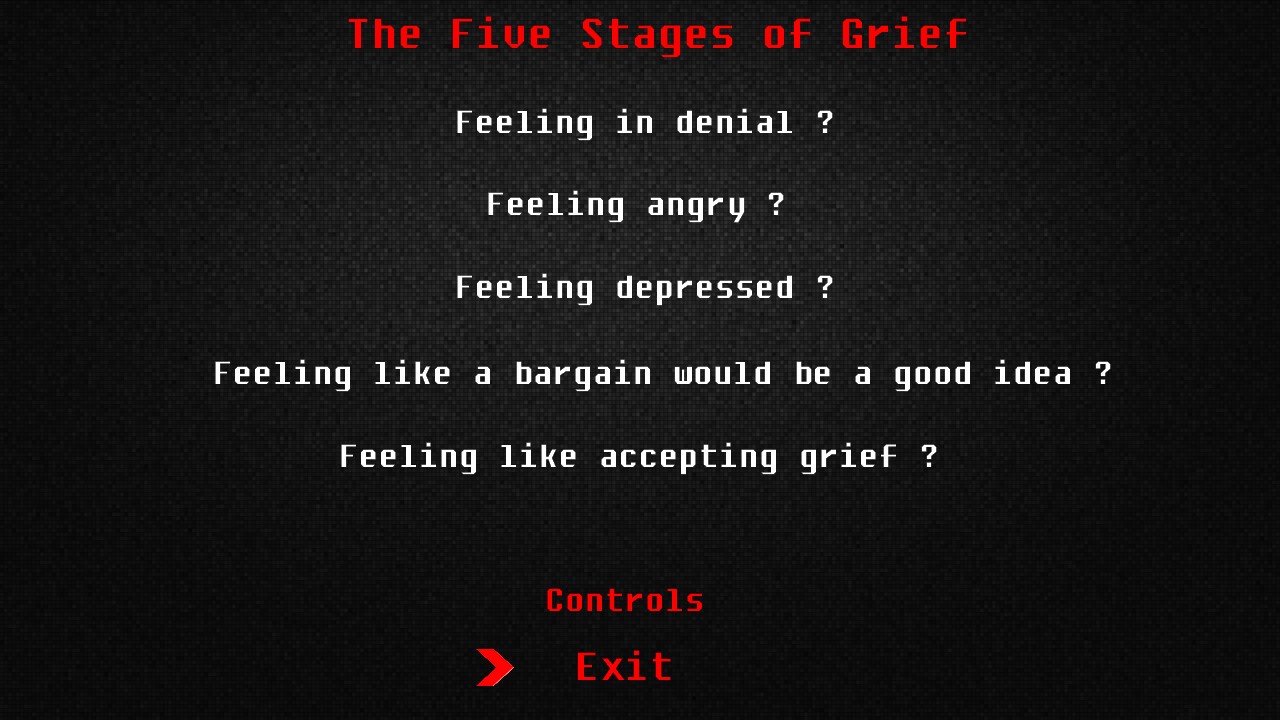 The Five Stages of Grief
Feeling in denial ?
Feeling angry ?
Feeling depressed ?
Feeling like a bargain would be a good idea ?
Feeling like accepting grief ?
Controls
Exit